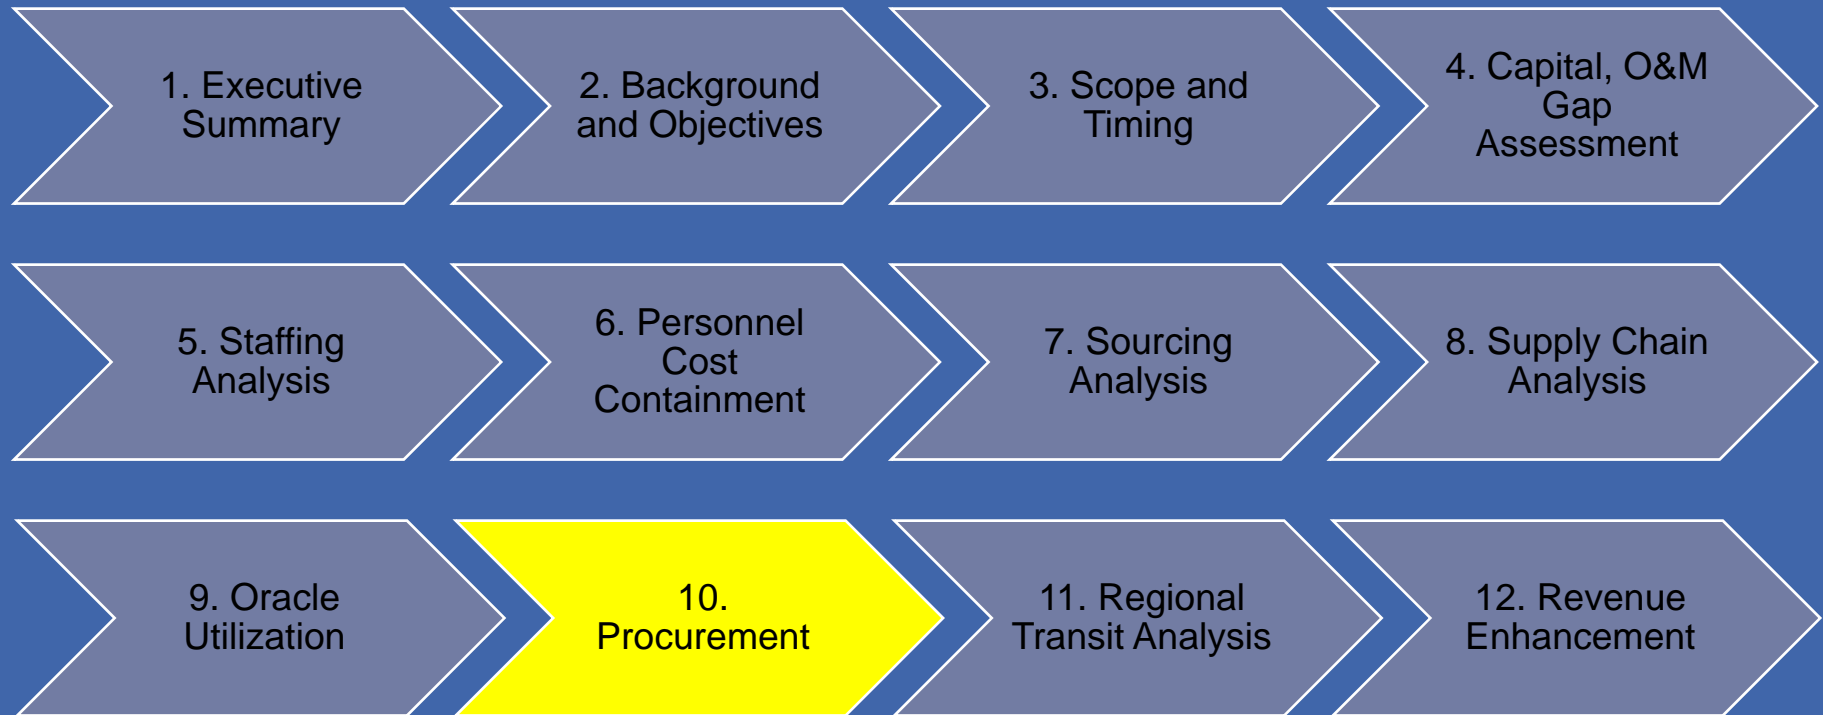 1. Executive
Summary
2. Background
and Objectives
3. Scope and
Timing
4. Capital, O&M
Gap
Assessment
5. Staffing
Analysis
6. Personnel
Cost
Containment
7. Sourcing
Analysis
8. Supply Chain
Analysis
9. Oracle
Utilization
10.
Procurement
11. Regional
Transit Analysis
12. Revenue
Enhancement